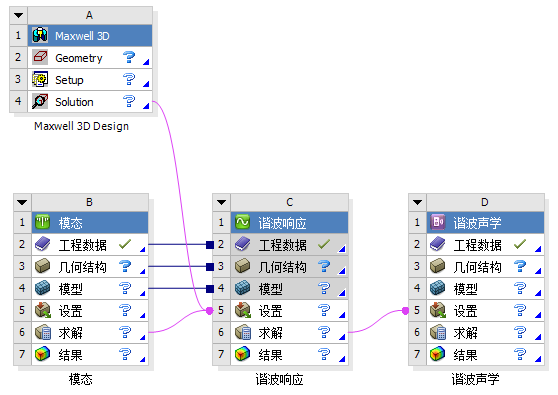 A
1 Maxwell 3D
2 Geometry
3 Setup
4 Solution
Maxwell 3D Design
B
1 模态
2 工程数据
3 几何结构
4 模型
5 设置
6 求解
7 结果
模态
C
1 谐波响应
2 工程数据
3 几何结构
4 模型
5 设置
6 求解
7 结果
谐波响应
D
1 谐波声学
2 工程数据
3 几何结构
4 模型
5 设置
6 求解
7 结果
谐波声学